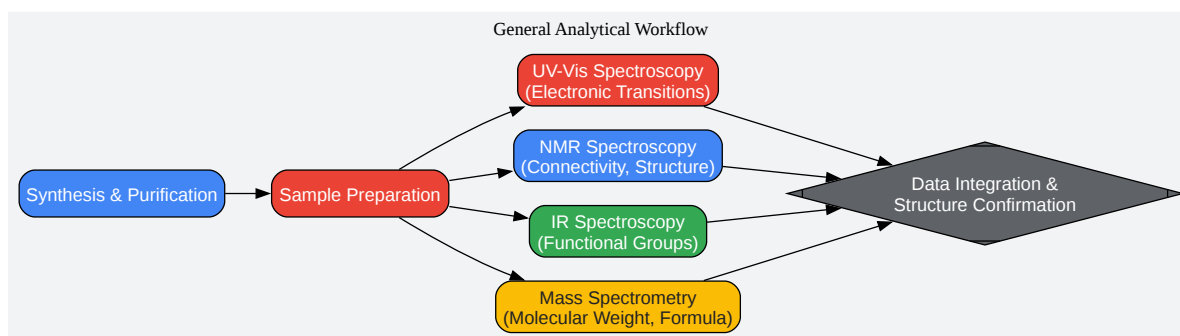 General Analytical Workflow
UV-Vis Spectroscopy
(Electronic Transitions)
NMR Spectroscopy
(Connectivity, Structure)
Synthesis & Purification
Sample Preparation
Data Integration &
Structure Confirmation
IR Spectroscopy
(Functional Groups)
Mass Spectrometry
(Molecular Weight, Formula)